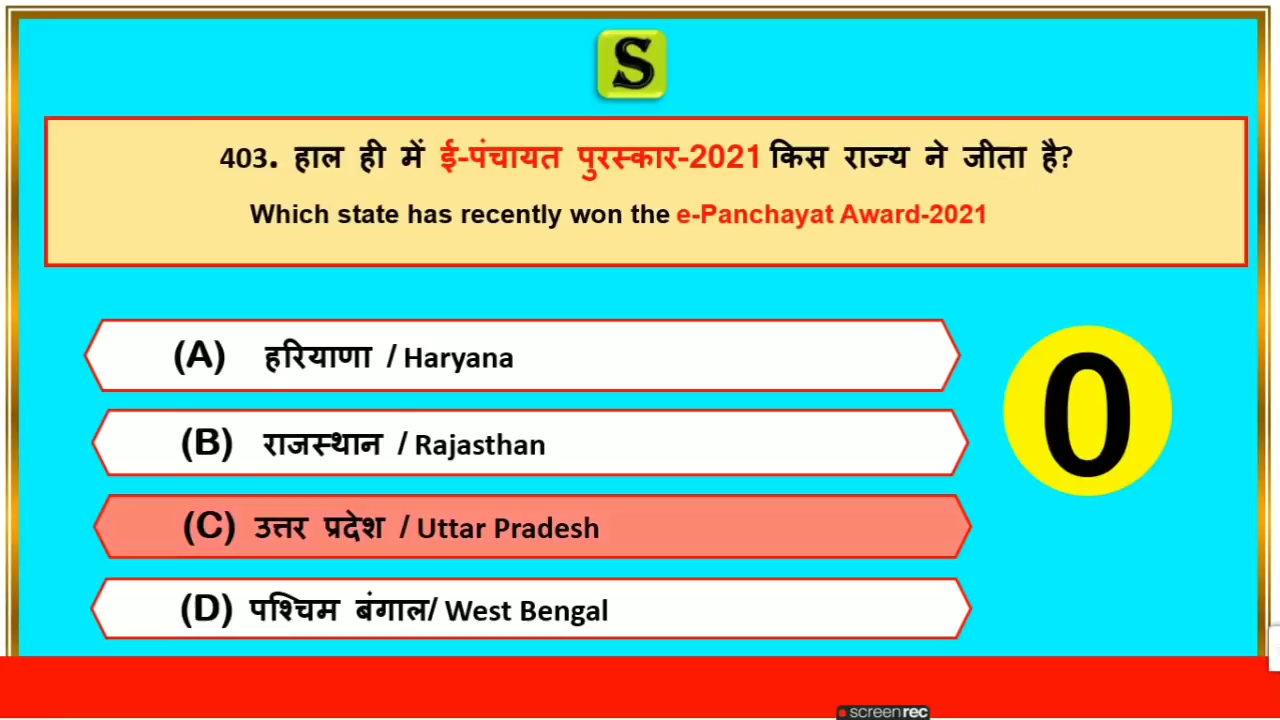 S
403. हाल ही में ई-पंचायत पुरस्कार-2021 किस राज्य ने जीता है?
Which state has recently won the e-Panchayat Award-2021
(A) हरियाणा / Haryana
(B) राजस्थान / Rajasthan
(C) उत्तर प्रदेश / Uttar Pradesh
(D) पश्चिम बंगाल/ West Bengal
0
screenrec